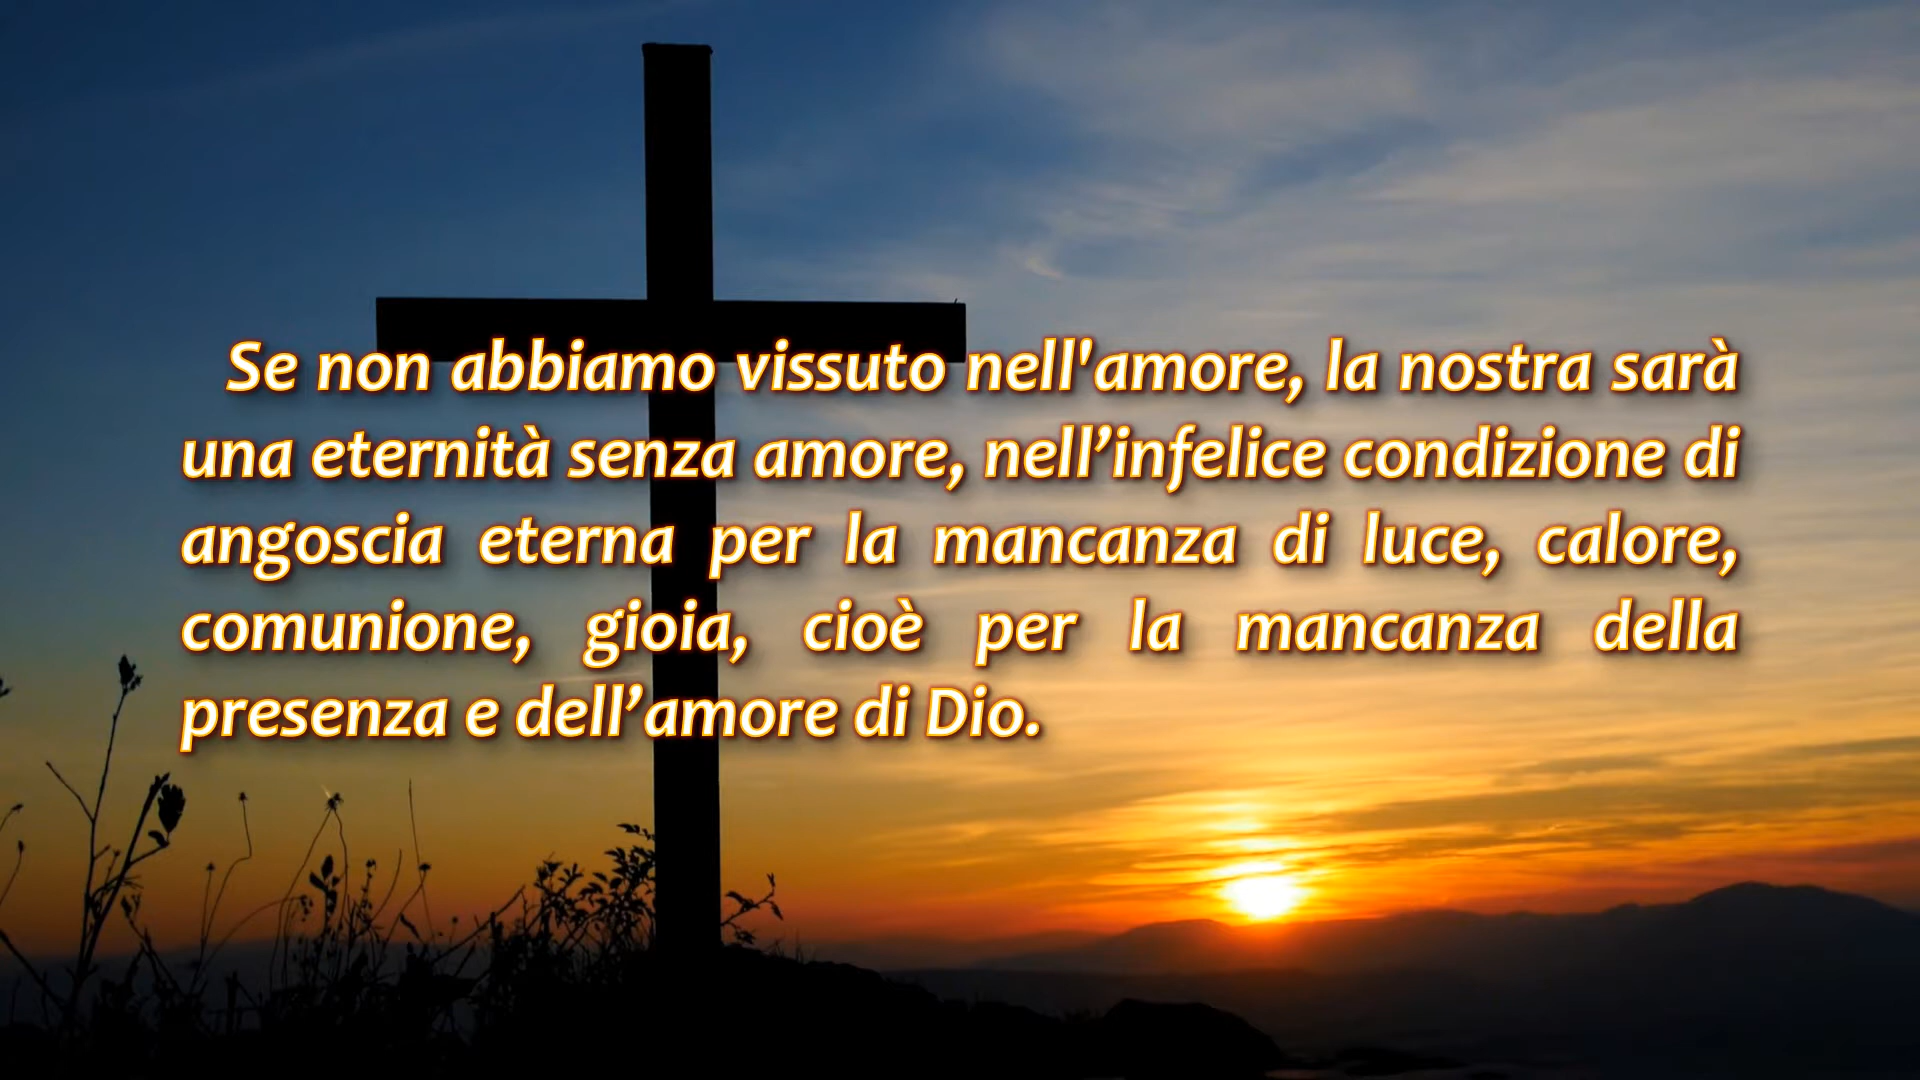 Se non abbiamo vissuto nell'amore, la nostra sarà
una eternità senza amore, nell’infelice condizione di
angoscia eterna per la mancanza di luce, calore,
comunione, gioia, cioè per la mancanza della
presenza e dell’amore di Dio.